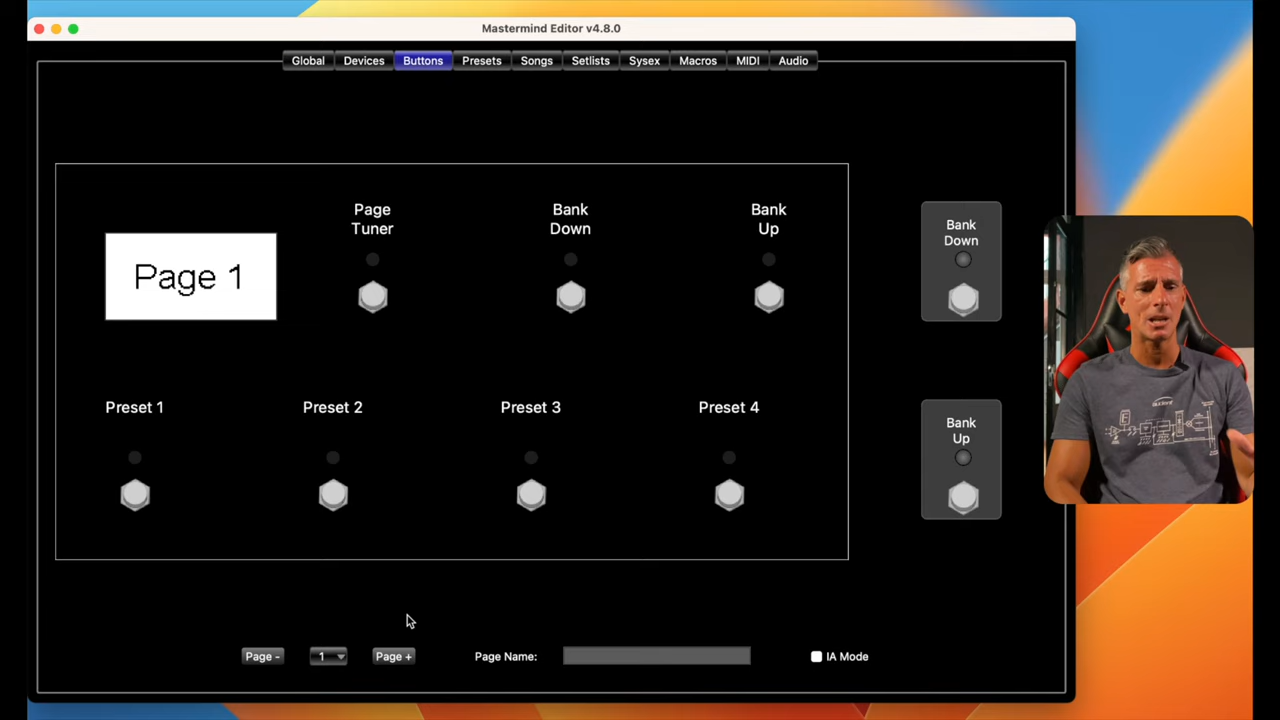 Mastermind Editor v4.8.0
Global Devices Buttons Presets Songs Setlists Sysex Macros MIDI Audio
Page 1
Page
Tuner
Bank
Down
Bank
Up
Bank
Down
Preset 1
Preset 2
Preset 3
Preset 4
Bank
Up
Page - 1 Page + Page Name: IA Mode